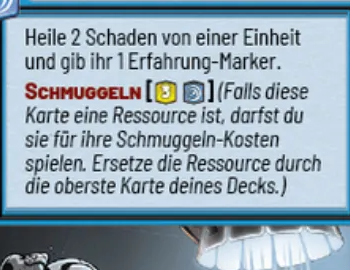 Heile 2 Schaden von einer Einheit
und gib ihr 1 Erfahrung-Marker.
SCHMUGGELN [3] (Falls diese
Karte eine Ressource ist, darfst du
sie für ihre Schmuggeln-Kosten
spielen. Ersetze die Ressource durch
die oberste Karte deines Decks.)